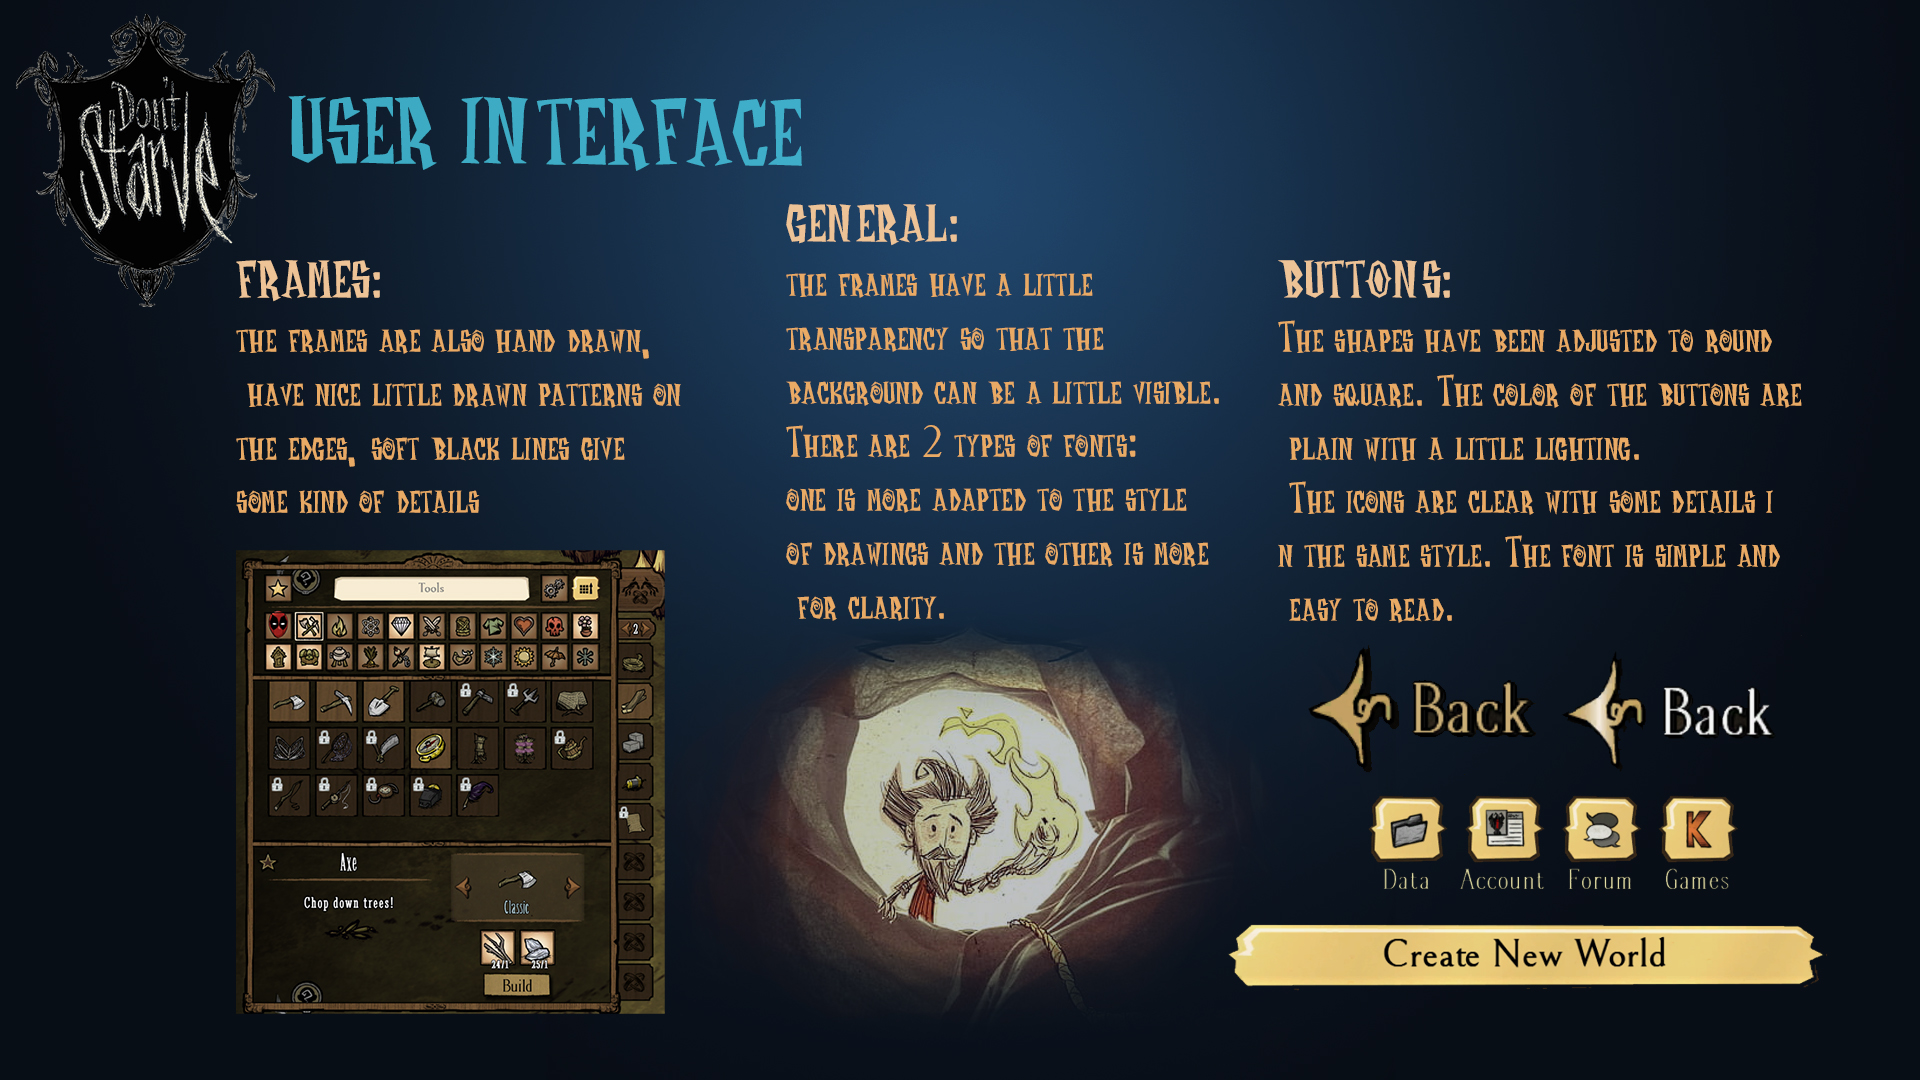 Don't
Starve
USER INTERFACE
FRAMES:
THE FRAMES ARE ALSO HAND DRAWN,
HAVE NICE LITTLE DRAWN PATTERNS ON
THE EDGES, SOFT BLACK LINES GIVE
SOME KIND OF DETAILS
Tools
2
Axe
Chop down trees!
Classic
24/1 25/1
Build
GENERAL:
THE FRAMES HAVE A LITTLE
TRANSPARENCY SO THAT THE
BACKGROUND CAN BE A LITTLE VISIBLE.
THERE ARE 2 TYPES OF FONTS:
ONE IS MORE ADAPTED TO THE STYLE
OF DRAWINGS AND THE OTHER IS MORE
FOR CLARITY.
BUTTONS:
THE SHAPES HAVE BEEN ADJUSTED TO ROUND
AND SQUARE. THE COLOR OF THE BUTTONS ARE
PLAIN WITH A LITTLE LIGHTING.
THE ICONS ARE CLEAR WITH SOME DETAILS I
N THE SAME STYLE. THE FONT IS SIMPLE AND
EASY TO READ.
Back Back
K
Data Account Forum Games
Create New World